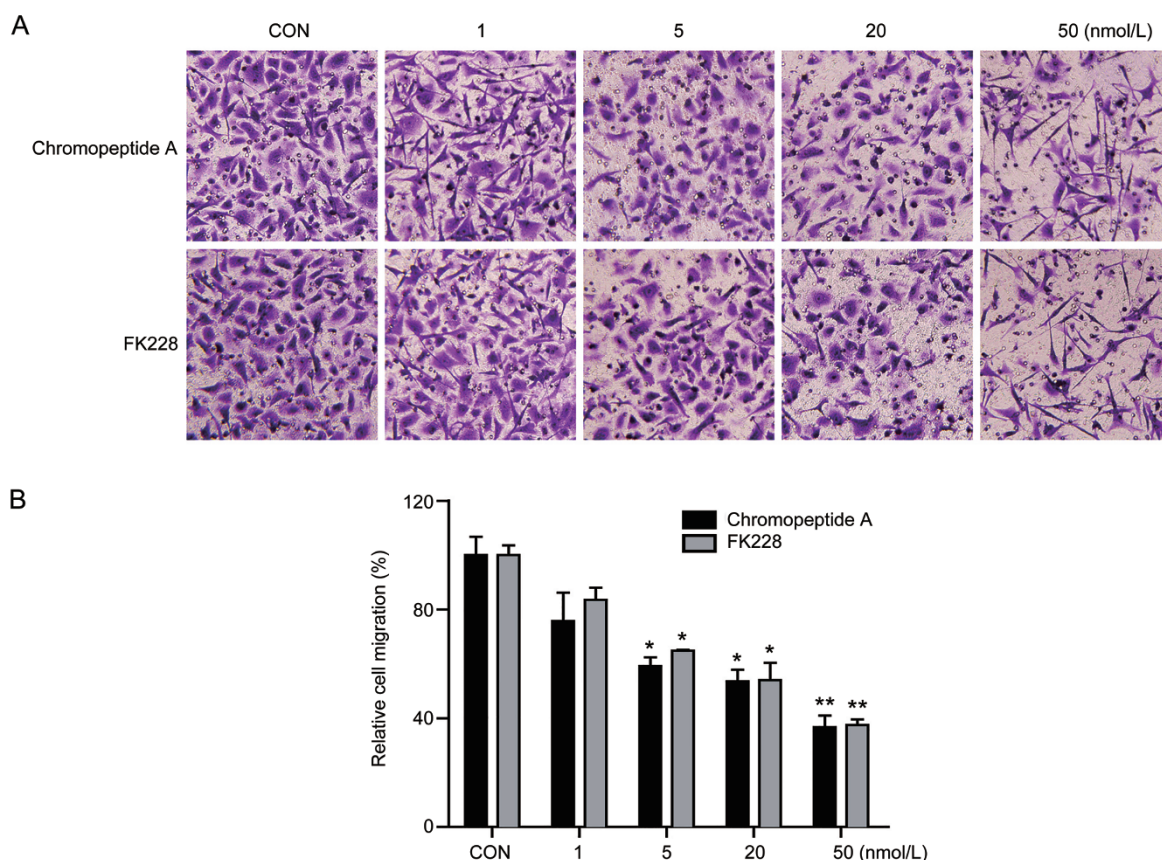 A
CON 1 5 20 50 (nmol/L)
Chromopeptide A
FK228
B
Relative cell migration (%)
120
80
40
0
Chromopeptide A
FK228
* *
* *
** **
CON 1 5 20 50 (nmol/L)